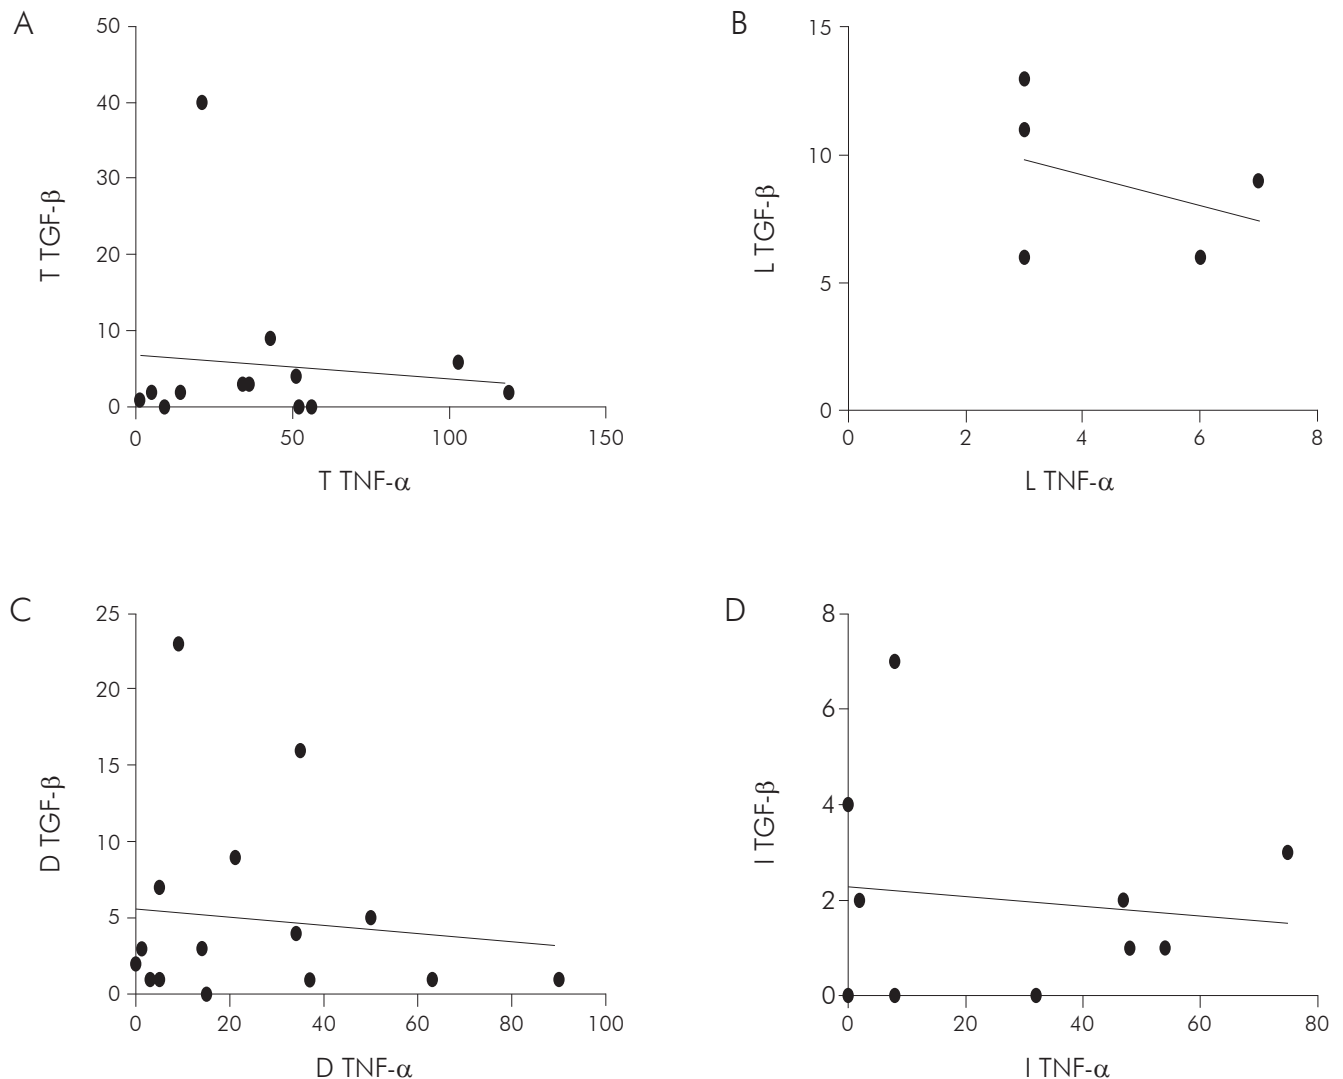 A
50
40
30
20
10
0
T TGF-β
0 50 100 150
T TNF-α
B
15
10
5
0
L TGF-β
0 2 4 6 8
L TNF-α
C
25
20
15
10
5
0
D TGF-β
0 20 40 60 80 100
D TNF-α
D
8
6
4
2
0
I TGF-β
0 20 40 60 80
I TNF-α